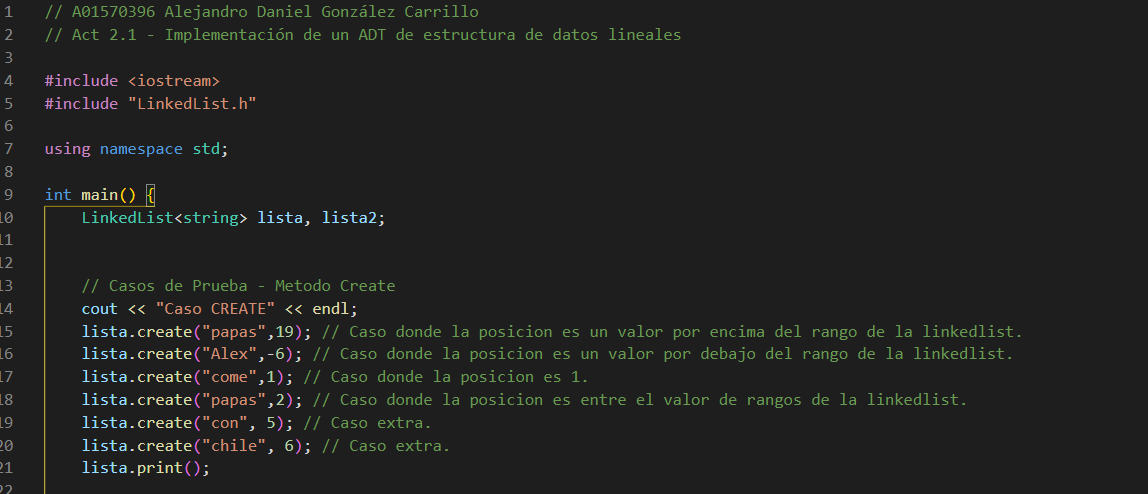 1 // A01570396 Alejandro Daniel González Carrillo
2 // Act 2.1 - Implementación de un ADT de estructura de datos lineales
3
4 #include <iostream>
5 #include "LinkedList.h"
6
7 using namespace std;
8
9 int main() {
10 LinkedList<string> lista, lista2;
11
12
13 // Casos de Prueba - Metodo Create
14 cout << "Caso CREATE" << endl;
15 lista.create("papas",19); // Caso donde la posicion es un valor por encima del rango de la linkedlist.
16 lista.create("Alex",-6); // Caso donde la posicion es un valor por debajo del rango de la linkedlist.
17 lista.create("come",1); // Caso donde la posicion es 1.
18 lista.create("papas",2); // Caso donde la posicion es entre el valor de rangos de la linkedlist.
19 lista.create("con", 5); // Caso extra.
20 lista.create("chile", 6); // Caso extra.
21 lista.print();
22